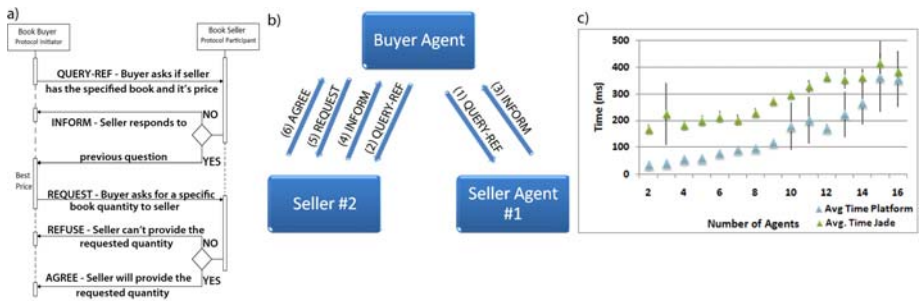 a)
Book Buyer
Protocol Initiator
Book Seller
Protocol Participant
QUERY-REF - Buyer asks if seller
has the specified book and it's price
NO
INFORM - Seller responds to
previous question
YES
Best
Price
REQUEST - Buyer asks for a specific
book quantity to seller
REFUSE - Seller can't provide the
requested quantity
NO
AGREE - Seller will provide the
requested quantity
YES
b)
Buyer Agent
(6) AGREE
(5) REQUEST
(4) INFORM
(2) QUERY-REF
(1) QUERY-REF
(3) INFORM
Seller #2
Seller Agent
#1
c)
500
400
300
200
100
0
Time (ms)
2 4 6 8 10 12 14 16
Number of Agents
Avg Time Platform
Avg. Time Jade